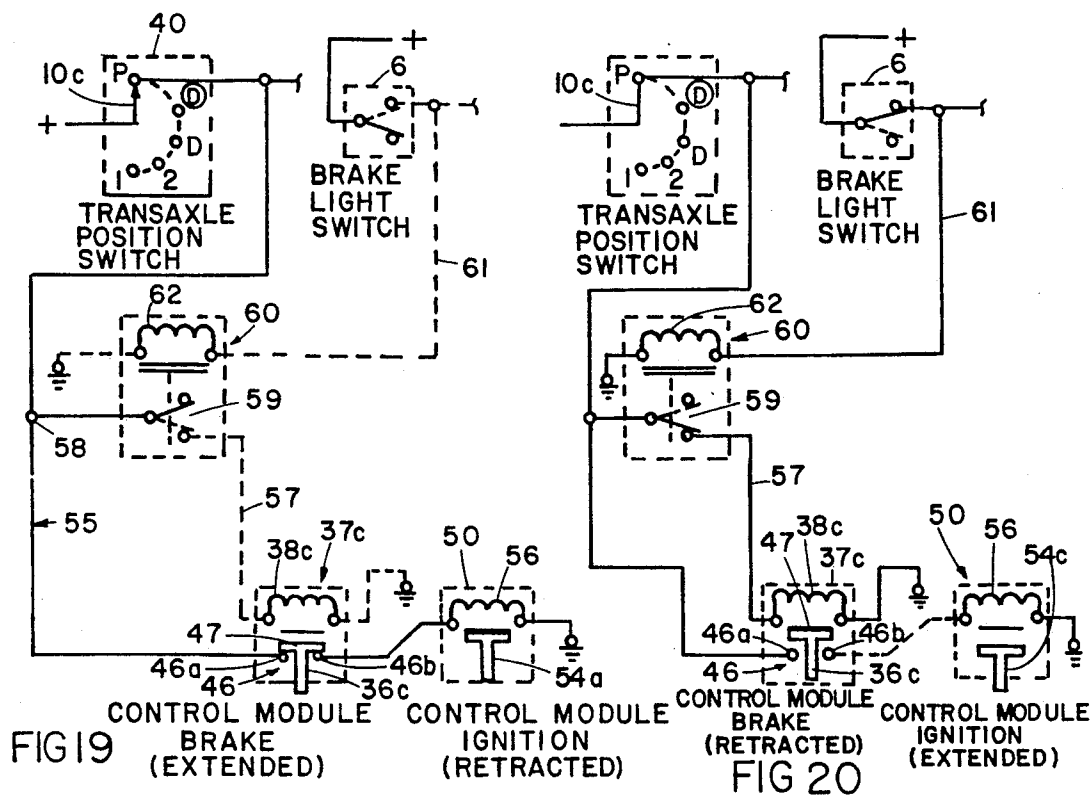 40
+
6
P
10c
D
+
D
1
2
TRANSAXLE
POSITION
SWITCH
BRAKE
LIGHT
SWITCH
61
62
60
59
58
57
55
37c
38c
50
56
47
46a
46
36c
46b
54a
CONTROL MODULE
BRAKE
(EXTENDED)
CONTROL MODULE
IGNITION
(RETRACTED)
FIG 19
+
6
P
10c
D
D
1
2
TRANSAXLE
POSITION
SWITCH
BRAKE
LIGHT
SWITCH
61
62
60
59
57
38c
47
37c
50
56
54c
46a
46b
46
36c
CONTROL MODULE
BRAKE
(RETRACTED)
CONTROL MODULE
IGNITION
(EXTENDED)
FIG 20